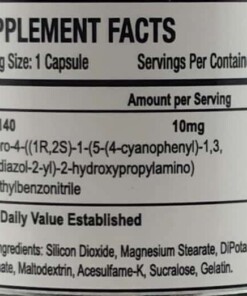 PPLEMENT FACTS
g Size: 1 Capsule Servings Per Containe
Amount per Serving
140 10mg
ro-4-((1R,2S)-1-(5-(4-cyanophenyl)-1,3,
diazol-2-yl)-2-hydroxypropylamino)
thylbenzonitrile
Daily Value Established
gredients: Silicon Dioxide, Magnesium Stearate, DiPota
ate, Maltodextrin, Acesulfame-K, Sucralose, Gelatin.